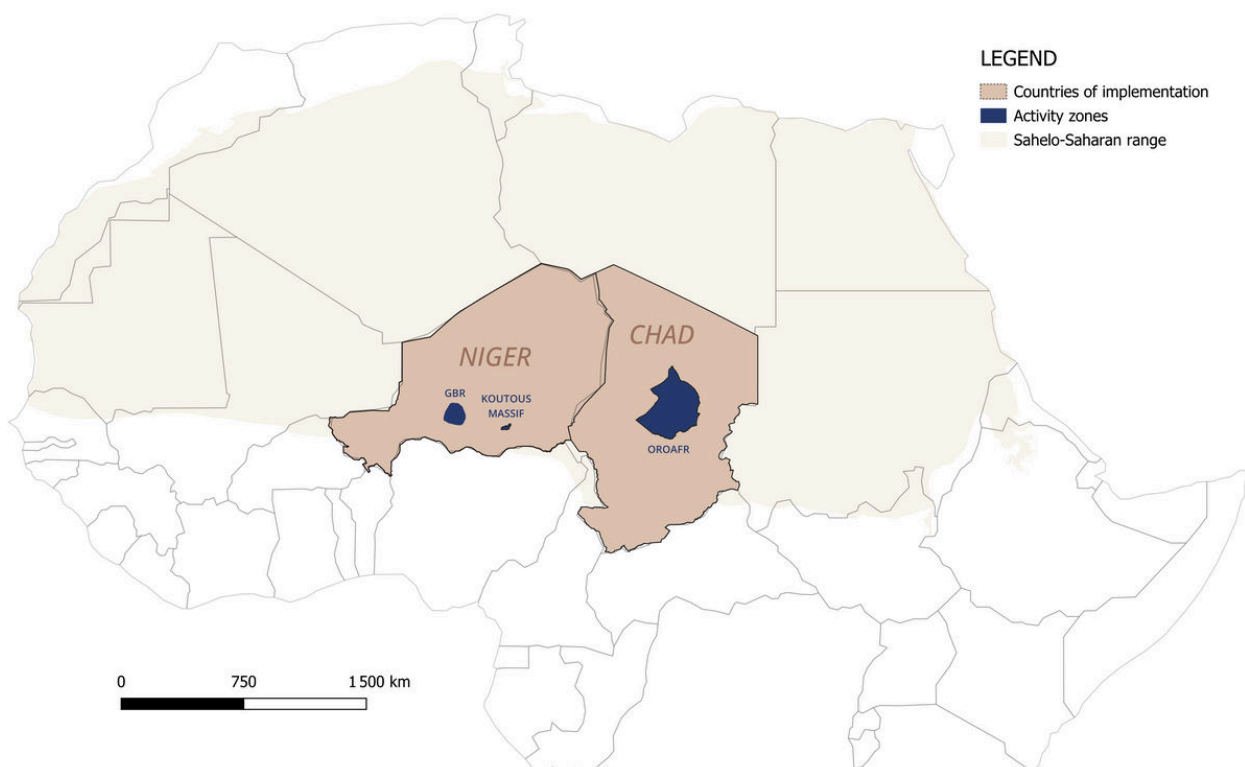 LEGEND
Countries of implementation
Activity zones
Sahelo-Saharan range
CHAD
NIGER
GBR
KOUTOUS
MASSIF
OROAFR
0 750 1 500 km